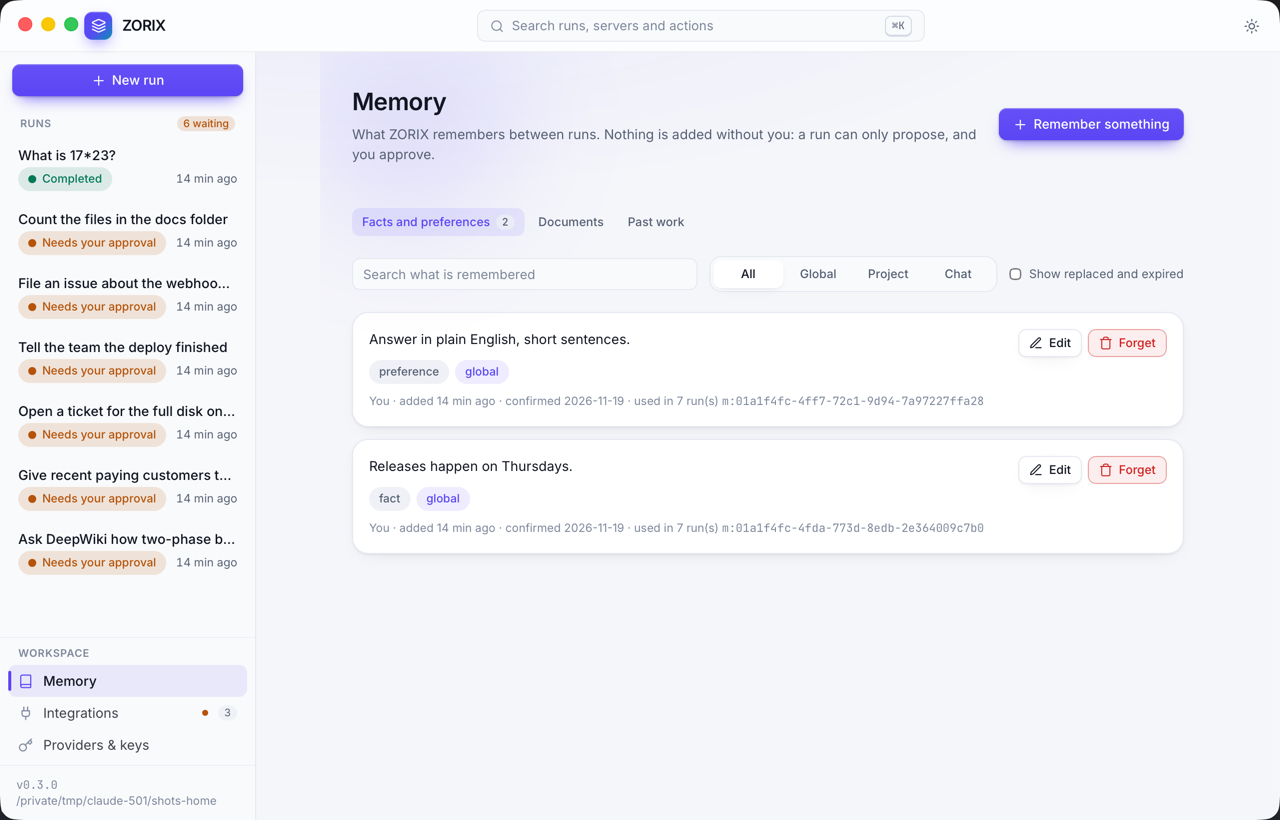 ZORIX
Search runs, servers and actions
⌘K
+ New run
RUNS
6 waiting
What is 17*23?
Completed
14 min ago
Count the files in the docs folder
Needs your approval
14 min ago
File an issue about the webhoo...
Needs your approval
14 min ago
Tell the team the deploy finished
Needs your approval
14 min ago
Open a ticket for the full disk on...
Needs your approval
14 min ago
Give recent paying customers t...
Needs your approval
14 min ago
Ask DeepWiki how two-phase b...
Needs your approval
14 min ago
WORKSPACE
Memory
Integrations
3
Providers & keys
v0.3.0
/private/tmp/claude-501/shots-home
Memory
What ZORIX remembers between runs. Nothing is added without you: a run can only propose, and
you approve.
+ Remember something
Facts and preferences 2
Documents
Past work
Search what is remembered
All
Global
Project
Chat
Show replaced and expired
Answer in plain English, short sentences.
Edit
Forget
preference
global
You · added 14 min ago · confirmed 2026-11-19 · used in 7 run(s) m:01a1f4fc-4ff7-72c1-9d94-7a97227ffa28
Releases happen on Thursdays.
Edit
Forget
fact
global
You · added 14 min ago · confirmed 2026-11-19 · used in 7 run(s) m:01a1f4fc-4fda-773d-8edb-2e364009c7b0